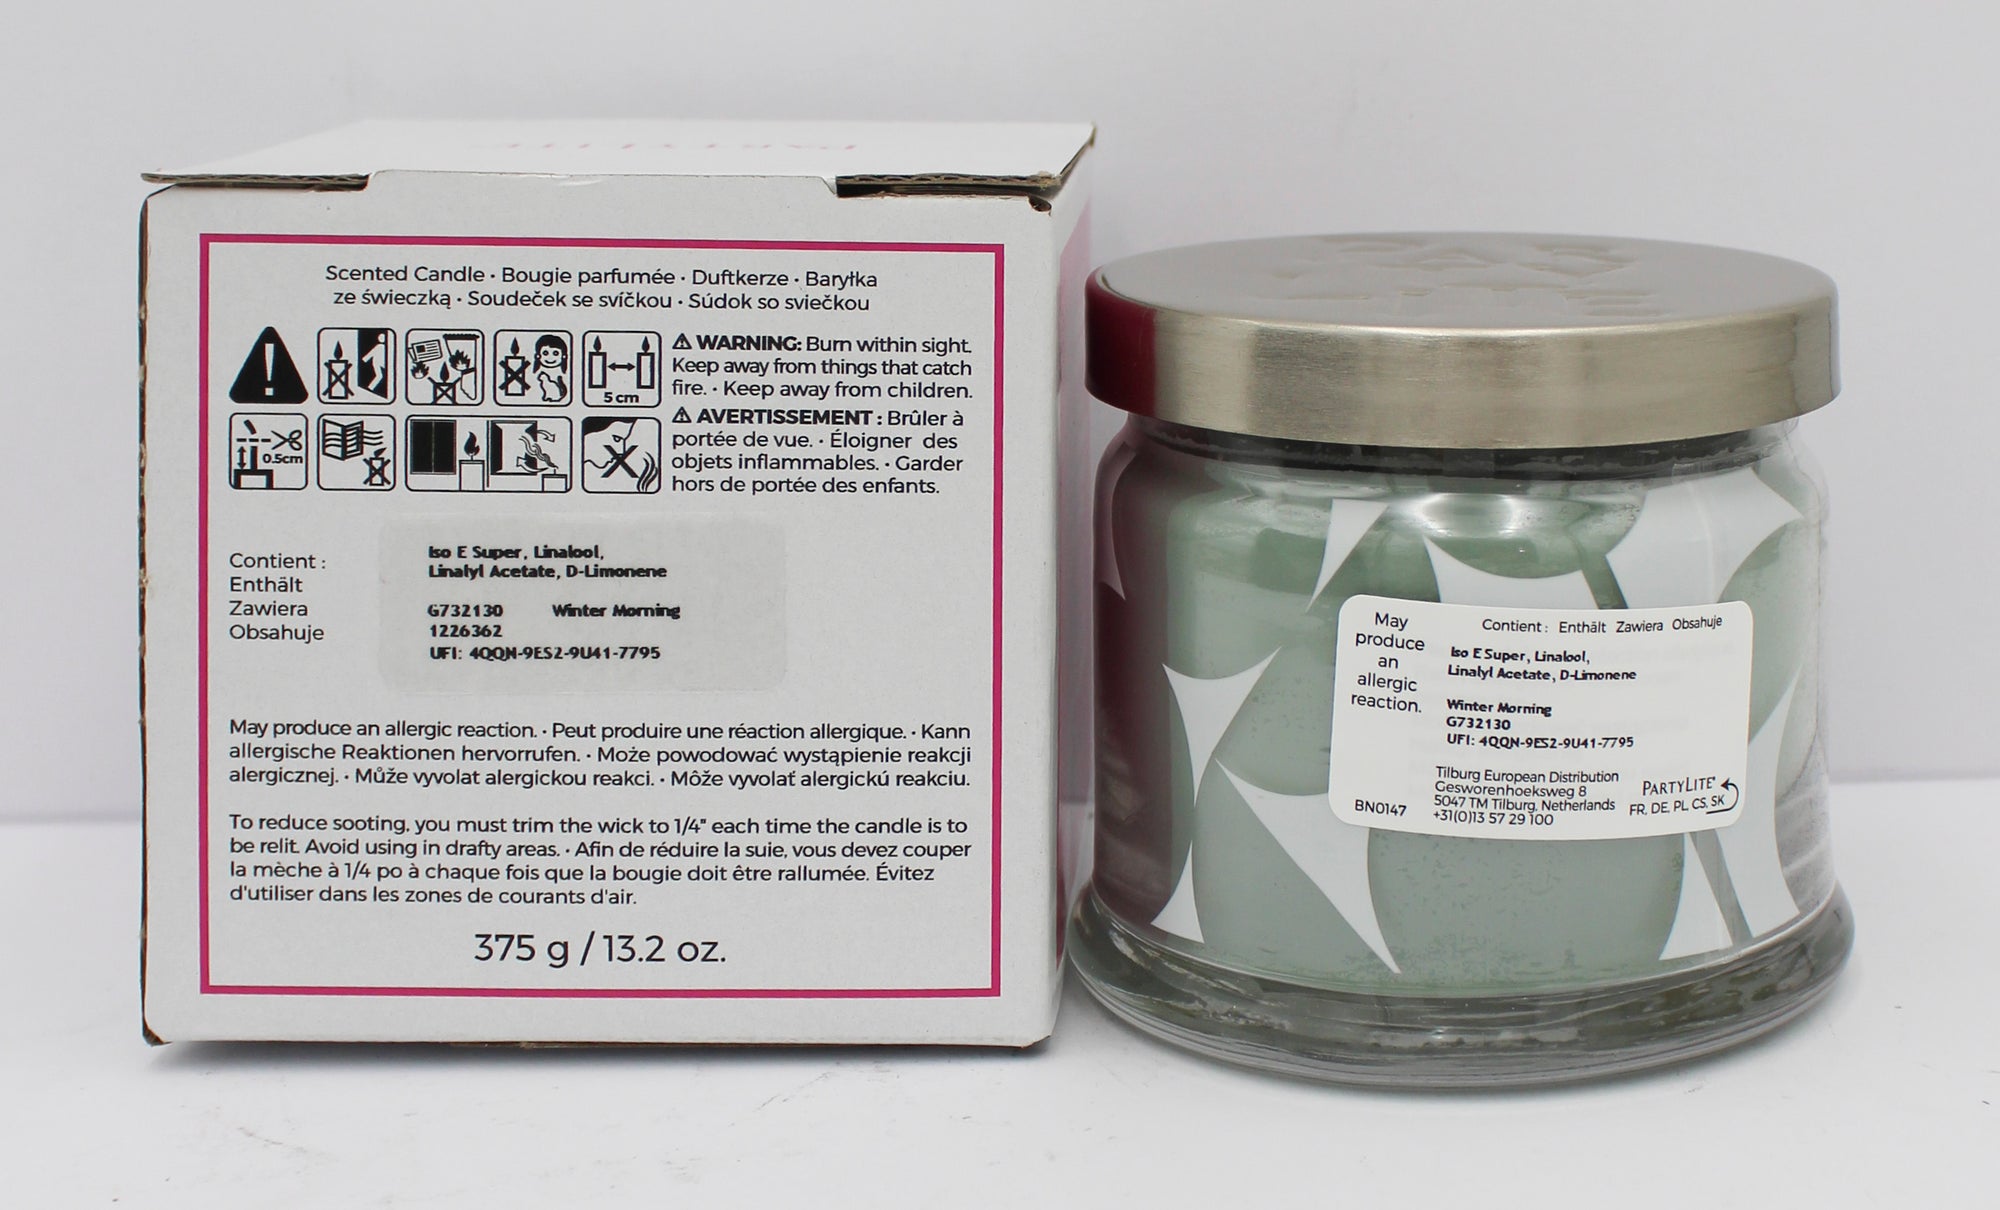 Scented Candle • Bougie parfumée • Duftkerze • Baryłka
ze świeczką • Soudeček se svíčkou • Súdok so sviečkou
5 cm
0.5cm
⚠ WARNING: Burn within sight.
Keep away from things that catch
fire. • Keep away from children.
⚠ AVERTISSEMENT : Brûler à
portée de vue. • Éloigner des
objets inflammables. • Garder
hors de portée des enfants.
Contient :
Enthält
Zawiera
Obsahuje
Iso E Super, Linalool,
Linalyl Acetate, D-Limonene
G732130 Winter Morning
1226362
UFI: 4QQN-9ES2-9U41-7795
May produce an allergic reaction. • Peut produire une réaction allergique. • Kann
allergische Reaktionen hervorrufen. • Może powodować wystąpienie reakcji
alergicznej. • Může vyvolat alergickou reakci. • Môže vyvolať alergickú reakciu.
To reduce sooting, you must trim the wick to 1/4" each time the candle is to
be relit. Avoid using in drafty areas. • Afin de réduire la suie, vous devez couper
la mèche à 1/4 po à chaque fois que la bougie doit être rallumée. Évitez
d'utiliser dans les zones de courants d'air.
375 g / 13.2 oz.
PAR
TYL
ITE
May
produce
an
allergic
reaction.
BN0147
Contient : Enthält Zawiera Obsahuje
Iso E Super, Linalool,
Linalyl Acetate, D-Limonene
Winter Morning
G732130
UFI: 4QQN-9ES2-9U41-7795
Tilburg European Distribution
Gesworenhoeksweg 8
5047 TM Tilburg, Netherlands
+31(0)13 57 29 100
PARTYLITE®
FR, DE, PL, CS, SK